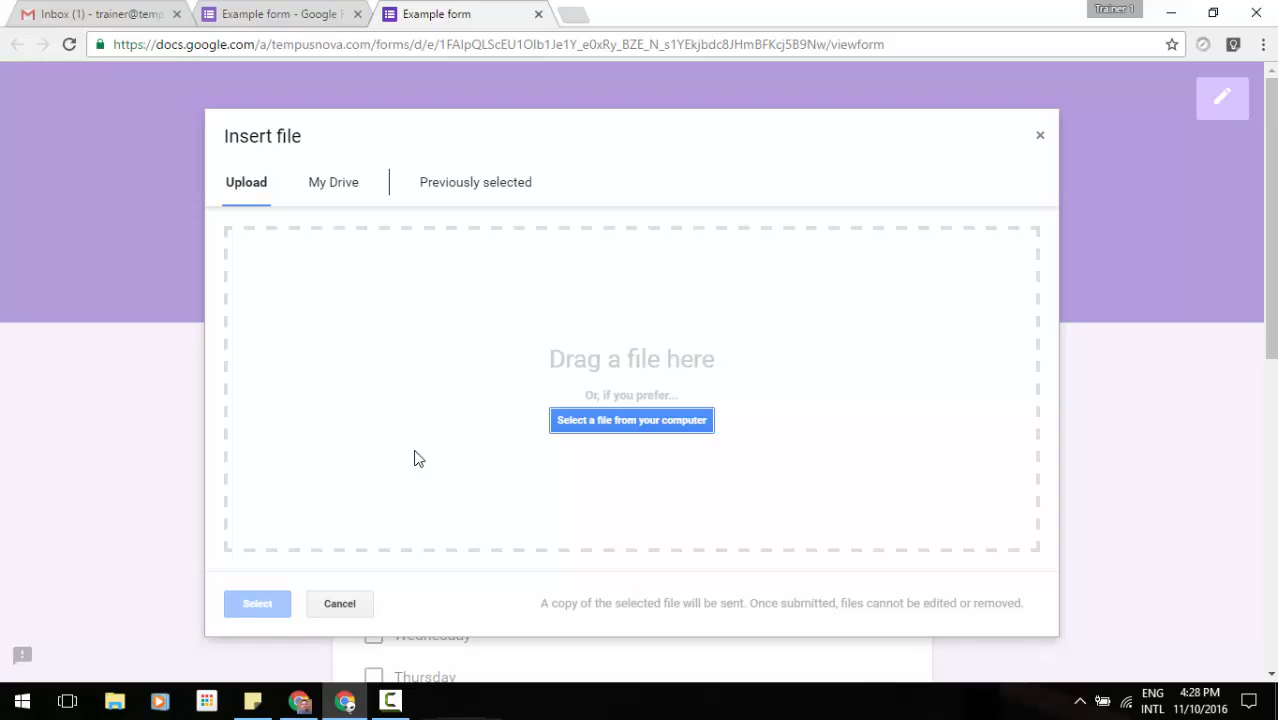 Trainer 1
Inbox (1) - trainer@temp
Example form - Google F
Example form
https://docs.google.com/a/tempusnova.com/forms/d/e/1FAIpQLScEU1OIb1Je1Y_e0xRy_BZE_N_s1YEkjbdc8JHmBFKcj5B9Nw/viewform
Insert file
Upload
My Drive
Previously selected
Drag a file here
Or, if you prefer...
Select a file from your computer
Select
Cancel
A copy of the selected file will be sent. Once submitted, files cannot be edited or removed.
Wednesday
Thursday
ENG
INTL
4:28 PM
11/10/2016